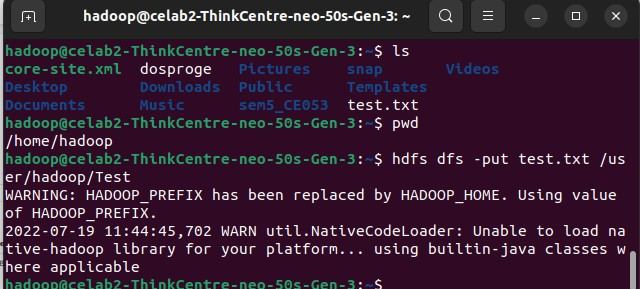 hadoop@celab2-ThinkCentre-neo-50s-Gen-3: ~
hadoop@celab2-ThinkCentre-neo-50s-Gen-3:~$ ls
core-site.xml dosproge Pictures snap Videos
Desktop Downloads Public Templates
Documents Music sem5_CE053 test.txt
hadoop@celab2-ThinkCentre-neo-50s-Gen-3:~$ pwd
/home/hadoop
hadoop@celab2-ThinkCentre-neo-50s-Gen-3:~$ hdfs dfs -put test.txt /us
er/hadoop/Test
WARNING: HADOOP_PREFIX has been replaced by HADOOP_HOME. Using value
of HADOOP_PREFIX.
2022-07-19 11:44:45,702 WARN util.NativeCodeLoader: Unable to load na
tive-hadoop library for your platform... using builtin-java classes w
here applicable
hadoop@celab2-ThinkCentre-neo-50s-Gen-3:~$